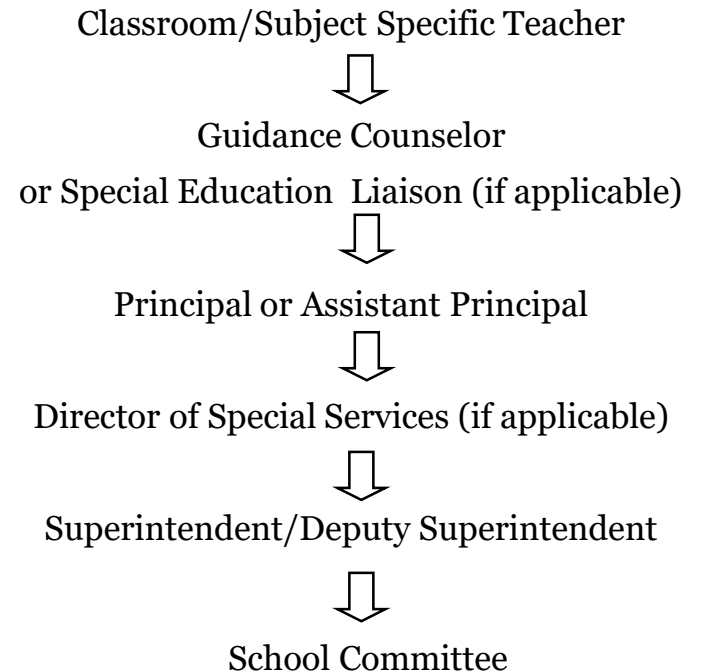 Classroom/Subject Specific Teacher
Guidance Counselor
or Special Education Liaison (if applicable)
Principal or Assistant Principal
Director of Special Services (if applicable)
Superintendent/Deputy Superintendent
School Committee